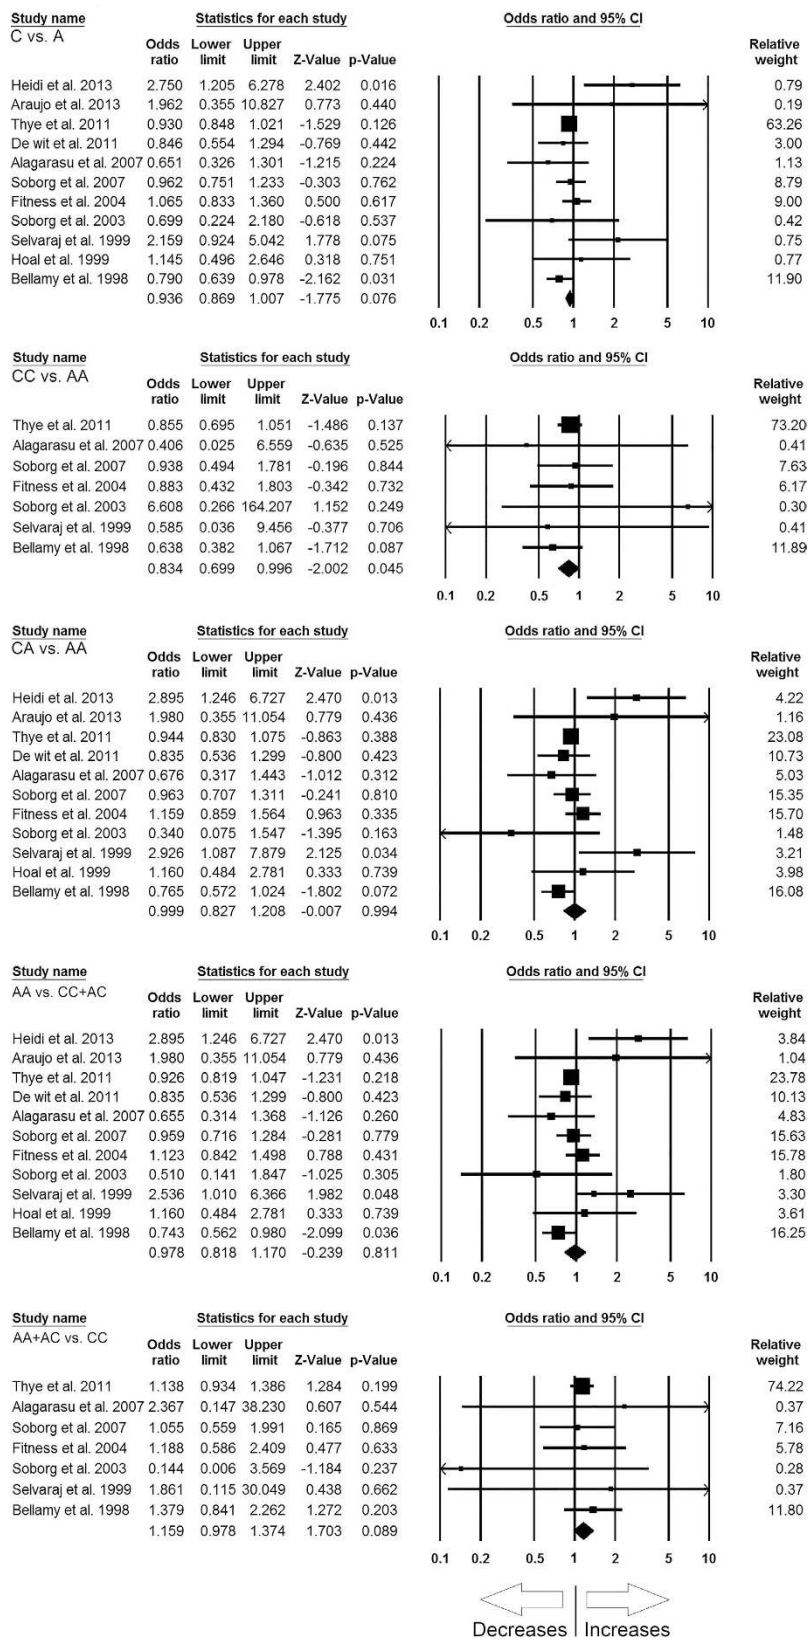 Study name Statistics for each study Odds ratio and 95% CI
C vs. A
Odds Lower Upper Relative
ratio limit limit Z-Value p-Value weight
Heidi et al. 2013 2.750 1.205 6.278 2.402 0.016 0.79
Araujo et al. 2013 1.962 0.355 10.827 0.773 0.440 0.19
Thye et al. 2011 0.930 0.848 1.021 -1.529 0.126 63.26
De wit et al. 2011 0.846 0.554 1.294 -0.769 0.442 3.00
Alagarasu et al. 2007 0.651 0.326 1.301 -1.215 0.224 1.13
Soborg et al. 2007 0.962 0.751 1.233 -0.303 0.762 8.79
Fitness et al. 2004 1.065 0.833 1.360 0.500 0.617 9.00
Soborg et al. 2003 0.699 0.224 2.180 -0.618 0.537 0.42
Selvaraj et al. 1999 2.159 0.924 5.042 1.778 0.075 0.75
Hoal et al. 1999 1.145 0.496 2.646 0.318 0.751 0.77
Bellamy et al. 1998 0.790 0.639 0.978 -2.162 0.031 11.90
0.936 0.869 1.007 -1.775 0.076
0.1 0.2 0.5 1 2 5 10
Study name Statistics for each study Odds ratio and 95% CI
CC vs. AA
Odds Lower Upper Relative
ratio limit limit Z-Value p-Value weight
Thye et al. 2011 0.855 0.695 1.051 -1.486 0.137 73.20
Alagarasu et al. 2007 0.406 0.025 6.559 -0.635 0.525 0.41
Soborg et al. 2007 0.938 0.494 1.781 -0.196 0.844 7.63
Fitness et al. 2004 0.883 0.432 1.803 -0.342 0.732 6.17
Soborg et al. 2003 6.608 0.266 164.207 1.152 0.249 0.30
Selvaraj et al. 1999 0.585 0.036 9.456 -0.377 0.706 0.41
Bellamy et al. 1998 0.638 0.382 1.067 -1.712 0.087 11.89
0.834 0.699 0.996 -2.002 0.045
0.1 0.2 0.5 1 2 5 10
Study name Statistics for each study Odds ratio and 95% CI
CA vs. AA
Odds Lower Upper Relative
ratio limit limit Z-Value p-Value weight
Heidi et al. 2013 2.895 1.246 6.727 2.470 0.013 4.22
Araujo et al. 2013 1.980 0.355 11.054 0.779 0.436 1.16
Thye et al. 2011 0.944 0.830 1.075 -0.863 0.388 23.08
De wit et al. 2011 0.835 0.536 1.299 -0.800 0.423 10.73
Alagarasu et al. 2007 0.676 0.317 1.443 -1.012 0.312 5.03
Soborg et al. 2007 0.963 0.707 1.311 -0.241 0.810 15.35
Fitness et al. 2004 1.159 0.859 1.564 0.963 0.335 15.70
Soborg et al. 2003 0.340 0.075 1.547 -1.395 0.163 1.48
Selvaraj et al. 1999 2.926 1.087 7.879 2.125 0.034 3.21
Hoal et al. 1999 1.160 0.484 2.781 0.333 0.739 3.98
Bellamy et al. 1998 0.765 0.572 1.024 -1.802 0.072 16.08
0.999 0.827 1.208 -0.007 0.994
0.1 0.2 0.5 1 2 5 10
Study name Statistics for each study Odds ratio and 95% CI
AA vs. CC+AC
Odds Lower Upper Relative
ratio limit limit Z-Value p-Value weight
Heidi et al. 2013 2.895 1.246 6.727 2.470 0.013 3.84
Araujo et al. 2013 1.980 0.355 11.054 0.779 0.436 1.04
Thye et al. 2011 0.926 0.819 1.047 -1.231 0.218 23.78
De wit et al. 2011 0.835 0.536 1.299 -0.800 0.423 10.13
Alagarasu et al. 2007 0.655 0.314 1.368 -1.126 0.260 4.83
Soborg et al. 2007 0.959 0.716 1.284 -0.281 0.779 15.63
Fitness et al. 2004 1.123 0.842 1.498 0.788 0.431 15.78
Soborg et al. 2003 0.510 0.141 1.847 -1.025 0.305 1.80
Selvaraj et al. 1999 2.536 1.010 6.366 1.982 0.048 3.30
Hoal et al. 1999 1.160 0.484 2.781 0.333 0.739 3.61
Bellamy et al. 1998 0.743 0.562 0.980 -2.099 0.036 16.25
0.978 0.818 1.170 -0.239 0.811
0.1 0.2 0.5 1 2 5 10
Study name Statistics for each study Odds ratio and 95% CI
AA+AC vs. CC
Odds Lower Upper Relative
ratio limit limit Z-Value p-Value weight
Thye et al. 2011 1.138 0.934 1.386 1.284 0.199 74.22
Alagarasu et al. 2007 2.367 0.147 38.230 0.607 0.544 0.37
Soborg et al. 2007 1.055 0.559 1.991 0.165 0.869 7.16
Fitness et al. 2004 1.188 0.586 2.409 0.477 0.633 5.78
Soborg et al. 2003 0.144 0.006 3.569 -1.184 0.237 0.28
Selvaraj et al. 1999 1.861 0.115 30.049 0.438 0.662 0.37
Bellamy et al. 1998 1.379 0.841 2.262 1.272 0.203 11.80
1.159 0.978 1.374 1.703 0.089
0.1 0.2 0.5 1 2 5 10
Decreases Increases